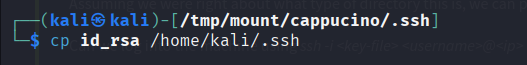 ┌──(kali㉿kali)-[/tmp/mount/cappucino/.ssh]
└─$ cp id_rsa /home/kali/.ssh